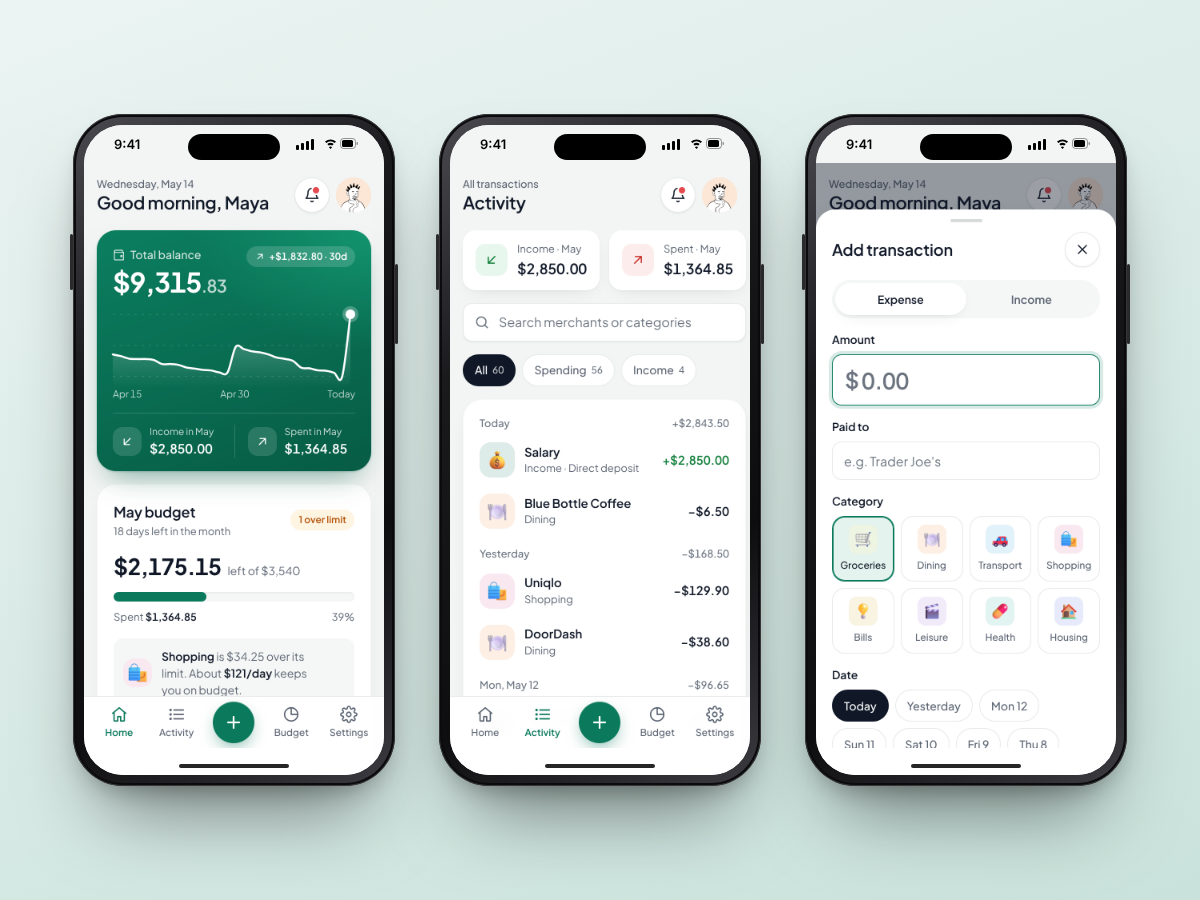 9:41
Wednesday, May 14
Good morning, Maya
Total balance
+$1,832.80 · 30d
$9,315.83
Apr 15
Apr 30
Today
Income in May
$2,850.00
Spent in May
$1,364.85
May budget
18 days left in the month
1 over limit
$2,175.15 left of $3,540
Spent $1,364.85
39%
Shopping is $34.25 over its
limit. About $121/day keeps
you on budget.
Home
Activity
Budget
Settings
9:41
All transactions
Activity
Income · May
$2,850.00
Spent · May
$1,364.85
Search merchants or categories
All 60
Spending 56
Income 4
Today
+$2,843.50
Salary
Income · Direct deposit
+$2,850.00
Blue Bottle Coffee
Dining
−$6.50
Yesterday
−$168.50
Uniqlo
Shopping
−$129.90
DoorDash
Dining
−$38.60
Mon, May 12
−$96.65
Home
Activity
Budget
Settings
9:41
Wednesday, May 14
Good morning, Maya
Add transaction
Expense
Income
Amount
$0.00
Paid to
e.g. Trader Joe's
Category
Groceries
Dining
Transport
Shopping
Bills
Leisure
Health
Housing
Date
Today
Yesterday
Mon 12
Sun 11
Sat 10
Fri 9
Thu 8